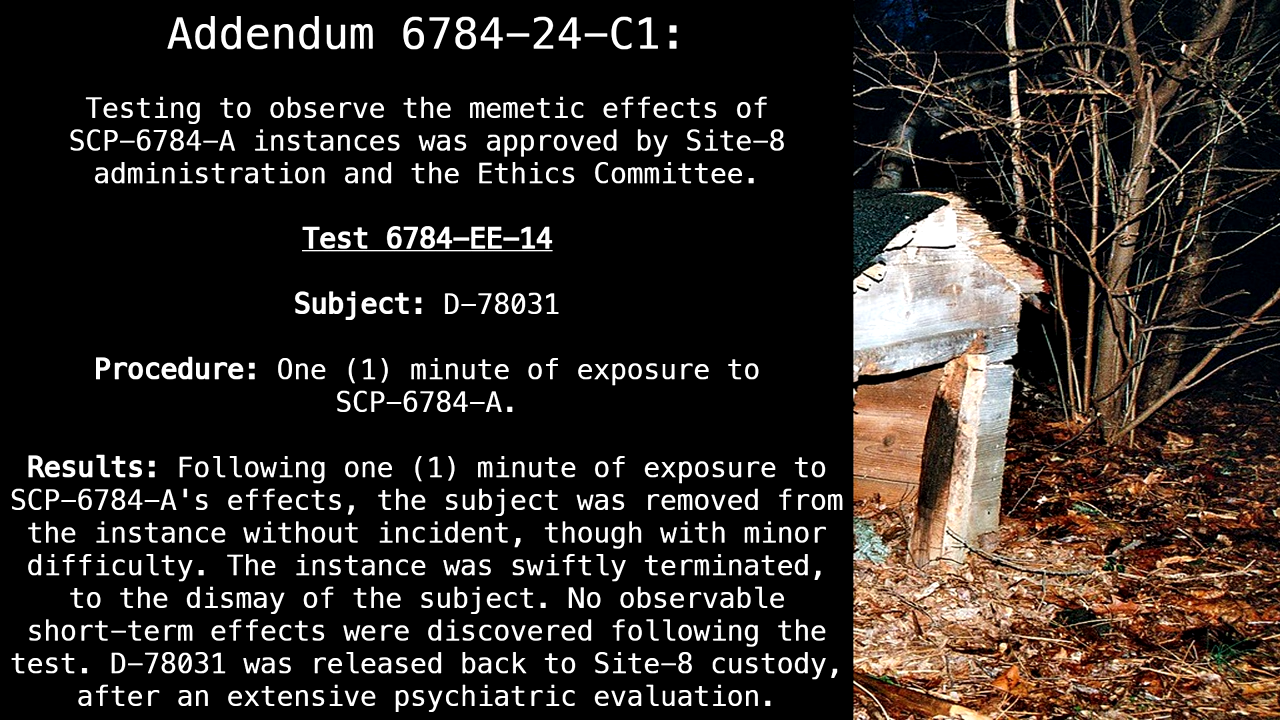 Addendum 6784-24-C1:
Testing to observe the memetic effects of
SCP-6784-A instances was approved by Site-8
administration and the Ethics Committee.
Test 6784-EE-14
Subject: D-78031
Procedure: One (1) minute of exposure to
SCP-6784-A.
Results: Following one (1) minute of exposure to
SCP-6784-A's effects, the subject was removed from
the instance without incident, though with minor
difficulty. The instance was swiftly terminated,
to the dismay of the subject. No observable
short-term effects were discovered following the
test. D-78031 was released back to Site-8 custody,
after an extensive psychiatric evaluation.